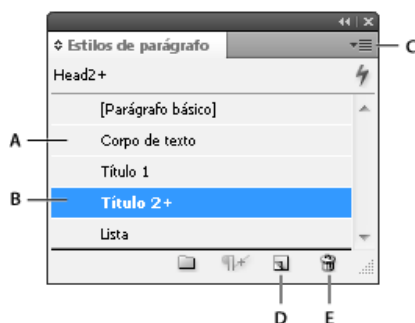 Estilos de parágrafo
C
Head2+
[Parágrafo básico]
A
Corpo de texto
Título 1
B
Título 2+
Lista
D
E